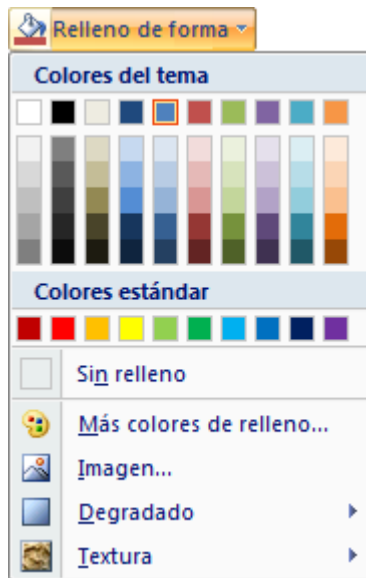 Relleno de forma
Colores del tema
Colores estándar
Sin relleno
Más colores de relleno...
Imagen...
Degradado
Textura